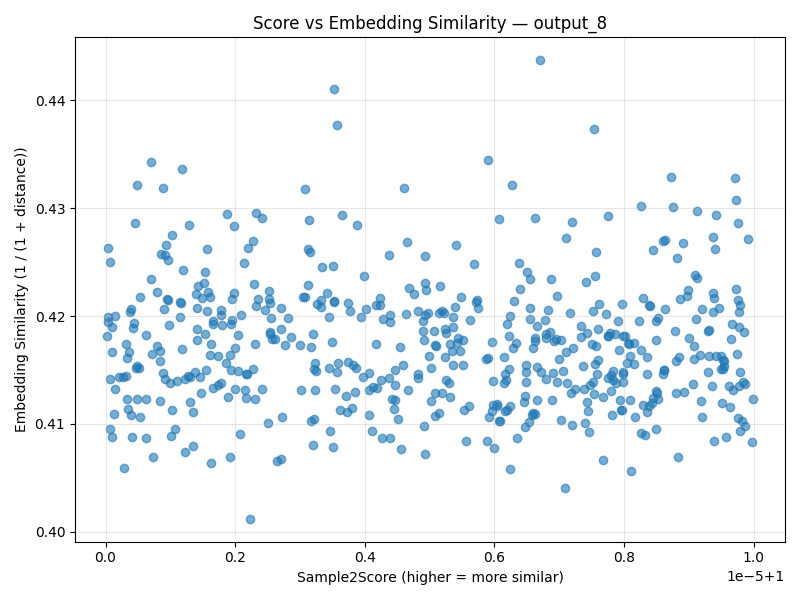 Score vs Embedding Similarity — output_8
Embedding Similarity (1 / (1 + distance))
0.44
0.43
0.42
0.41
0.40
0.0 0.2 0.4 0.6 0.8 1.0
Sample2Score (higher = more similar)
1e−5+1